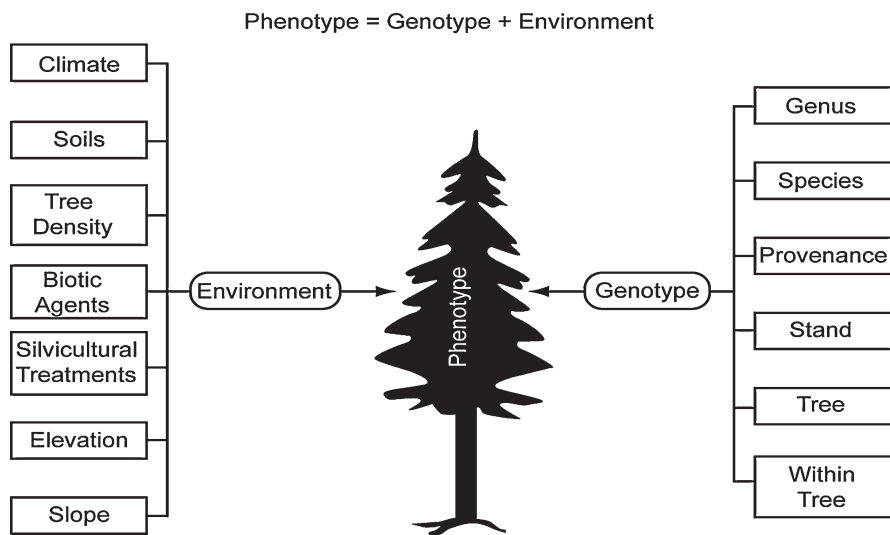 Phenotype = Genotype + Environment
Climate
Soils
Tree
Density
Biotic
Agents
Silvicultural
Treatments
Elevation
Slope
Environment
Phenotype
Genotype
Genus
Species
Provenance
Stand
Tree
Within
Tree